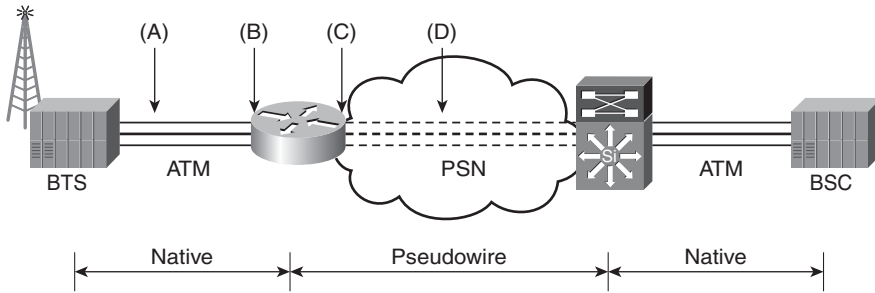 (A)
(B)
(C)
(D)
Si
ATM
PSN
ATM
BTS
BSC
Native
Pseudowire
Native